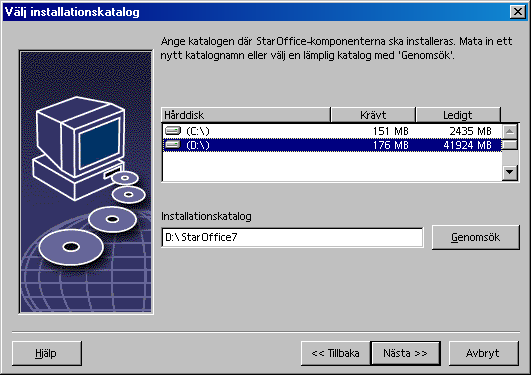 Välj installationskatalog
Ange katalogen där StarOffice-komponenterna ska installeras. Mata in ett
nytt katalognamn eller välj en lämplig katalog med 'Genomsök'.
Hårddisk Krävt Ledigt
(C:\) 151 MB 2435 MB
(D:\) 176 MB 41924 MB
Installationskatalog
D:\StarOffice7 Genomsök
Hjälp << Tillbaka Nästa >> Avbryt